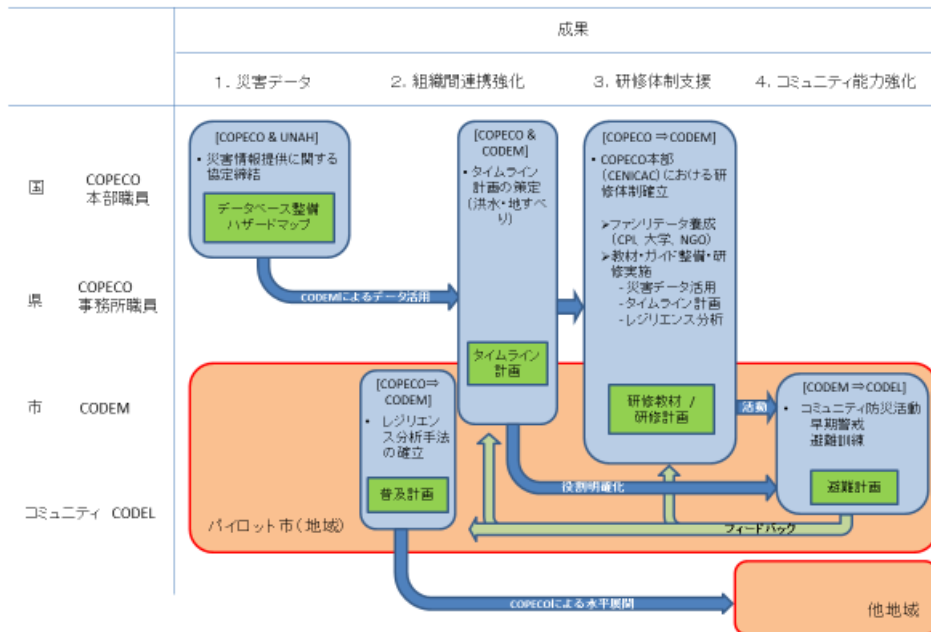 成果
1. 災害データ
2. 組織間連携強化
3. 研修体制支援
4. コミュニティ能力強化
国 COPECO
本部職員
県 COPECO
事務所職員
市 CODEM
コミュニティ CODEL
[COPECO & UNAH]
• 災害情報提供に関する
協定締結
データベース整備
ハザードマップ
CODEMによるデータ活用
[COPECO &
CODEM]
• タイムライン
計画の策定
(洪水・地すべ
り)
タイムライン
計画
[COPECO ⇒CODEM]
• COPECO本部
(CENICAC)における研
修体制確立
➢ファシリテータ養成
(CPI, 大学, NGO)
➢教材・ガイド整備・研
修実施
-災害データ活用
-タイムライン計画
-レジリエンス分析
研修教材 /
研修計画
活動
[CODEM ⇒CODEL]
• コミュニティ防災活動
早期警戒
避難訓練
避難計画
[COPECO⇒
CODEM]
• レジリエン
ス分析手法
の確立
普及計画
役割明確化
フィードバック
パイロット市(地域)
COPECOによる水平展開
他地域